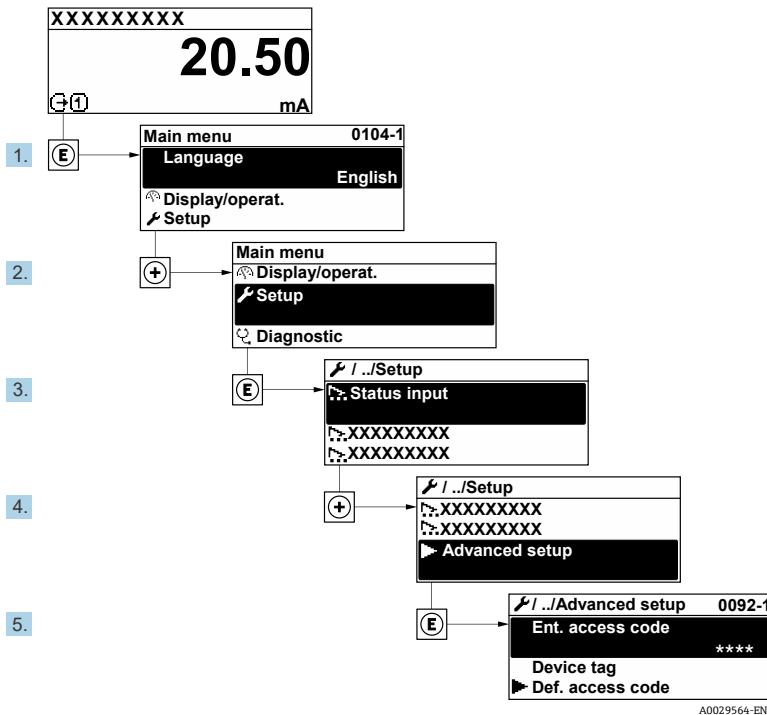 XXXXXXXXX
20.50
mA
1
1.
E
Main menu 0104-1
Language
English
Display/operat.
Setup
2.
+
Main menu
Display/operat.
Setup
Diagnostic
3.
E
/ ../Setup
Status input
XXXXXXXXX
XXXXXXXXX
4.
+
/ ../Setup
XXXXXXXXX
XXXXXXXXX
Advanced setup
5.
E
/ ../Advanced setup 0092-1
Ent. access code
****
Device tag
Def. access code
A0029564-EN